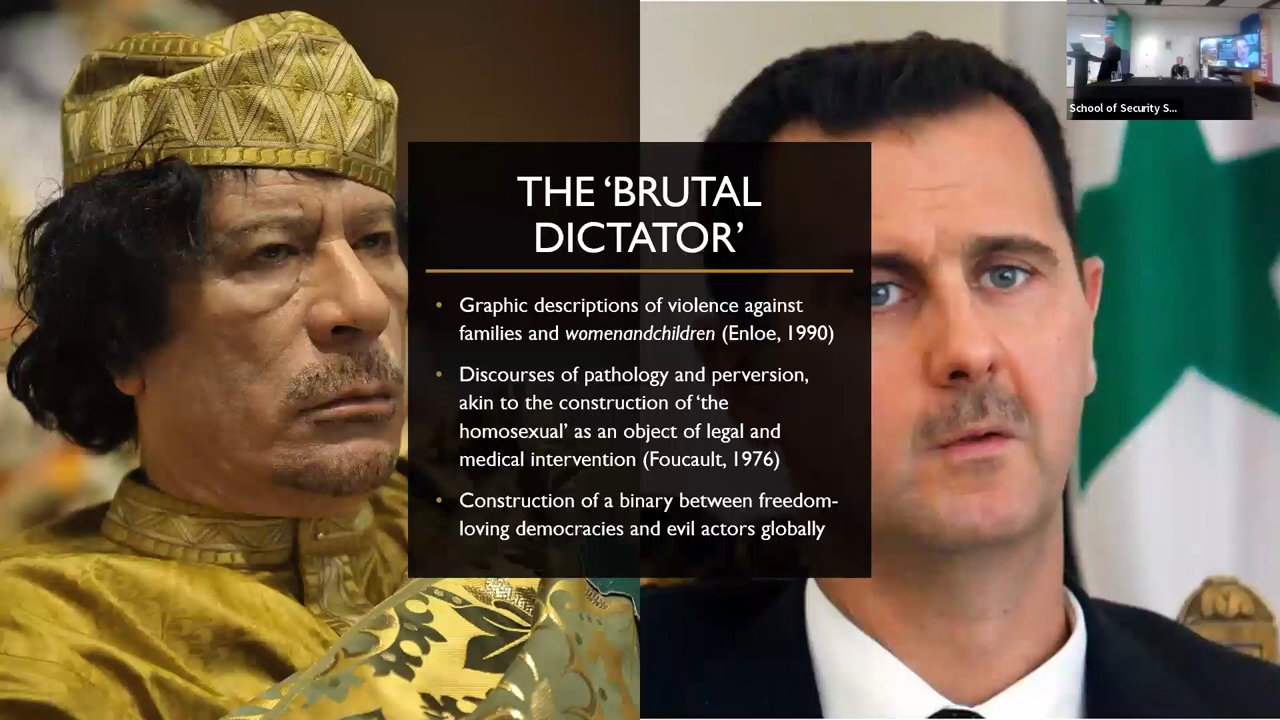 THE ‘BRUTAL
DICTATOR’
• Graphic descriptions of violence against
families and womenandchildren (Enloe, 1990)
• Discourses of pathology and perversion,
akin to the construction of ‘the
homosexual’ as an object of legal and
medical intervention (Foucault, 1976)
• Construction of a binary between freedom-
loving democracies and evil actors globally
School of Security S...